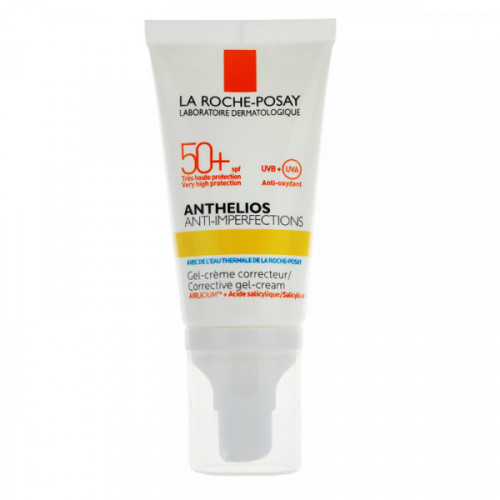 LA ROCHE-POSAY
LABORATOIRE DERMATOLOGIQUE
50+ spf
Très haute protection
Very high protection
UVB + UVA
Anti-oxydant
ANTHELIOS
ANTI-IMPERFECTIONS
AVEC DE L'EAU THERMALE DE LA ROCHE-POSAY
Gel-crème correcteur/
Corrective gel-cream
AIRLICIUM™ + Acide salicylique/